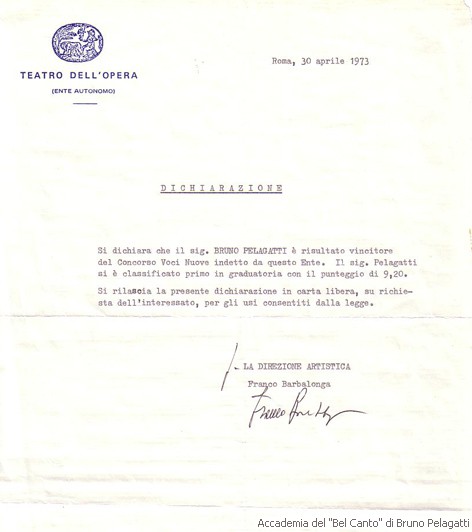 TEATRO DELL'OPERA
(ENTE AUTONOMO)
Roma, 30 aprile 1973
DICHIARAZIONE
Si dichiara che il sig. BRUNO PELAGATTI è risultato vincitore
del Concorso Voci Nuove indetto da questo Ente. Il sig. Pelagatti
si è classificato primo in graduatoria con il punteggio di 9,20.
Si rilascia la presente dichiarazione in carta libera, su richie-
sta dell'interessato, per gli usi consentiti dalla legge.
LA DIREZIONE ARTISTICA
Franco Barbalonga
Accademia del "Bel Canto" di Bruno Pelagatti